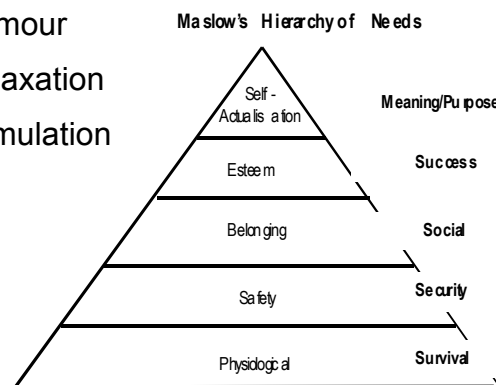 Maslow's Hierarchy of Needs
mour
axation
mulation
Self -
Actualisation
Meaning/Purpose
Esteem
Success
Belonging
Social
Safety
Security
Physiological
Survival